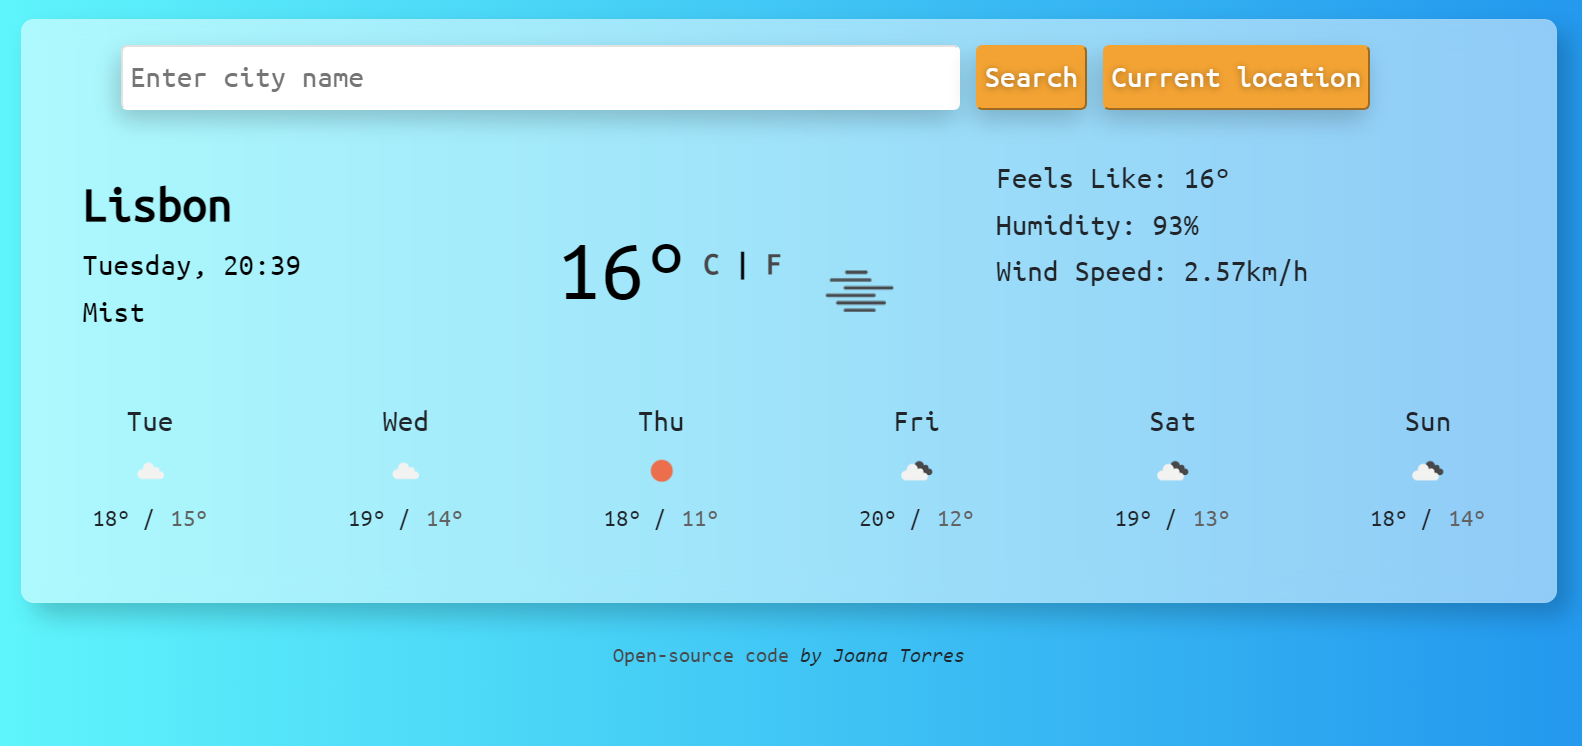 Enter city name Search Current location
Lisbon
Tuesday, 20:39
Mist
16° C | F
Feels Like: 16°
Humidity: 93%
Wind Speed: 2.57km/h
Tue Wed Thu Fri Sat Sun
18° / 15° 19° / 14° 18° / 11° 20° / 12° 19° / 13° 18° / 14°
Open-source code by Joana Torres